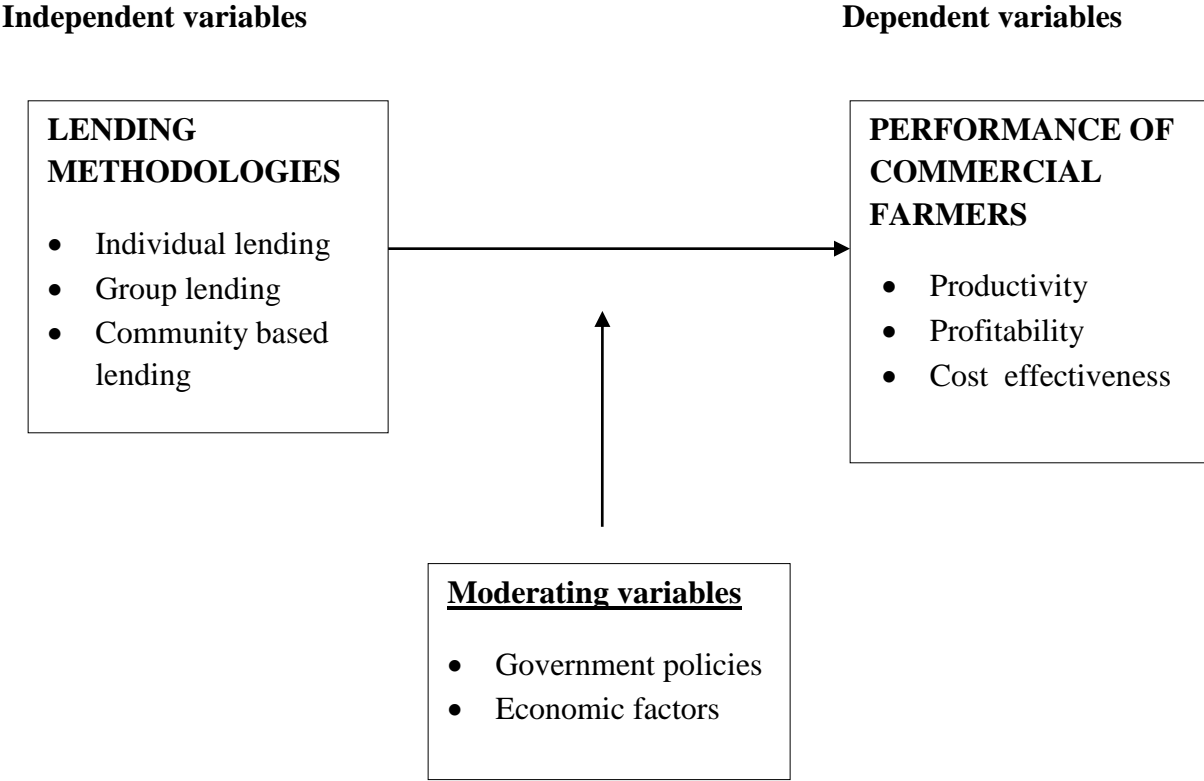 Independent variables
Dependent variables
LENDING
METHODOLOGIES
• Individual lending
• Group lending
• Community based
lending
PERFORMANCE OF
COMMERCIAL
FARMERS
• Productivity
• Profitability
• Cost effectiveness
Moderating variables
• Government policies
• Economic factors